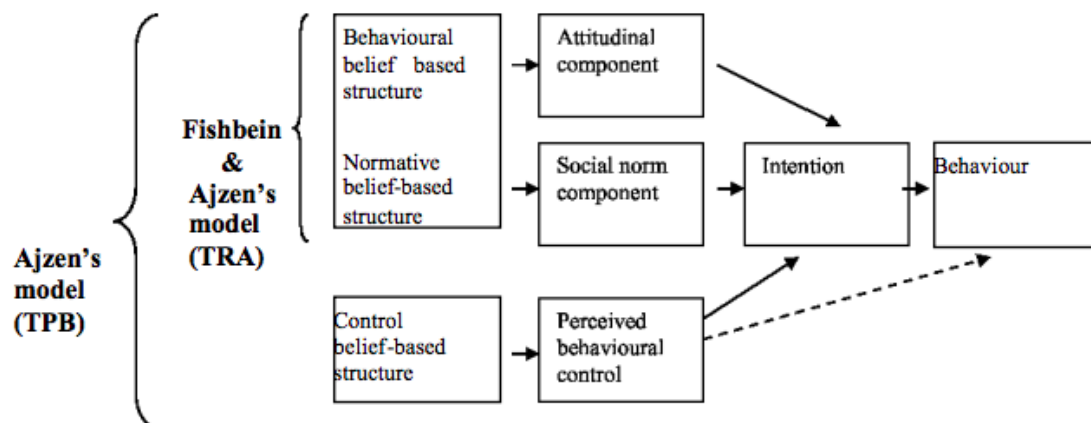 Ajzen's
model
(TPB)
Fishbein
&
Ajzen's
model
(TRA)
Behavioural
belief based
structure
Normative
belief-based
structure
Control
belief-based
structure
Attitudinal
component
Social norm
component
Perceived
behavioural
control
Intention
Behaviour